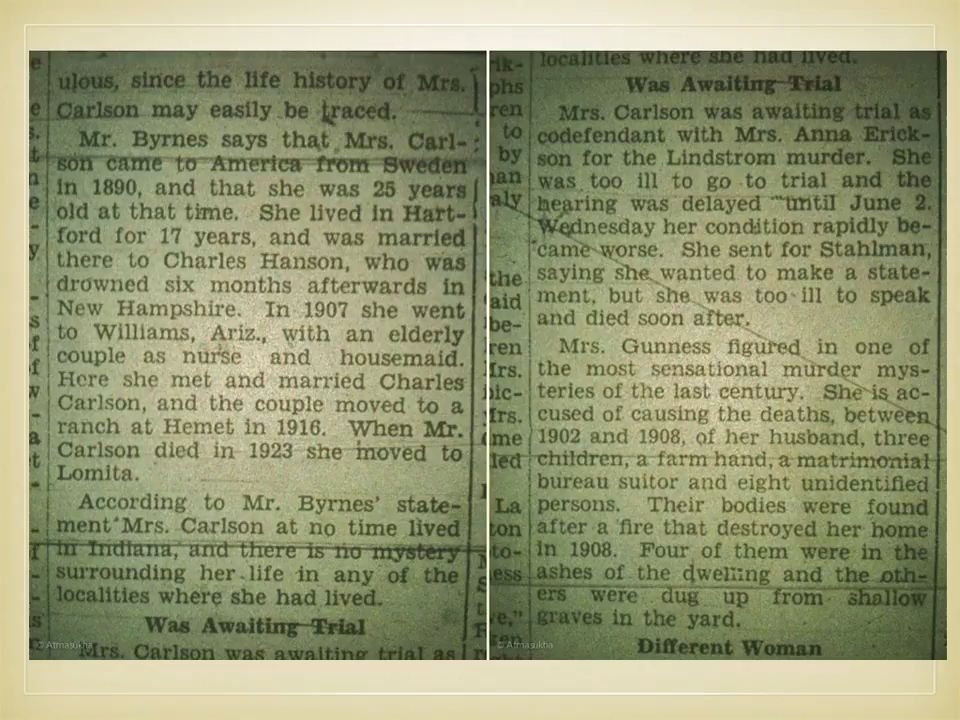 ulous, since the life history of Mrs.
Carlson may easily be traced.
Mr. Byrnes says that Mrs. Carl-
son came to America from Sweden
in 1890, and that she was 25 years
old at that time. She lived in Hart-
ford for 17 years, and was married
there to Charles Hanson, who was
drowned six months afterwards in
New Hampshire. In 1907 she went
to Williams, Ariz., with an elderly
couple as nurse and housemaid.
Here she met and married Charles
Carlson, and the couple moved to a
ranch at Hemet in 1916. When Mr.
Carlson died in 1923 she moved to
Lomita.
According to Mr. Byrnes' state-
ment Mrs. Carlson at no time lived
in Indiana, and there is no mystery
surrounding her life in any of the
localities where she had lived.
Was Awaiting Trial
Mrs. Carlson was awaiting trial as
© Atmasukha
localities where she had lived.
Was Awaiting Trial
Mrs. Carlson was awaiting trial as
codefendant with Mrs. Anna Erick-
son for the Lindstrom murder. She
was too ill to go to trial and the
hearing was delayed until June 2.
Wednesday her condition rapidly be-
came worse. She sent for Stahlman,
saying she wanted to make a state-
ment, but she was too ill to speak
and died soon after.
Mrs. Gunness figured in one of
the most sensational murder mys-
teries of the last century. She is ac-
cused of causing the deaths, between
1902 and 1908, of her husband, three
children, a farm hand, a matrimonial
bureau suitor and eight unidentified
persons. Their bodies were found
after a fire that destroyed her home
in 1908. Four of them were in the
ashes of the dwelling and the oth-
ers were dug up from shallow
graves in the yard.
Different Woman
© Atmasukha